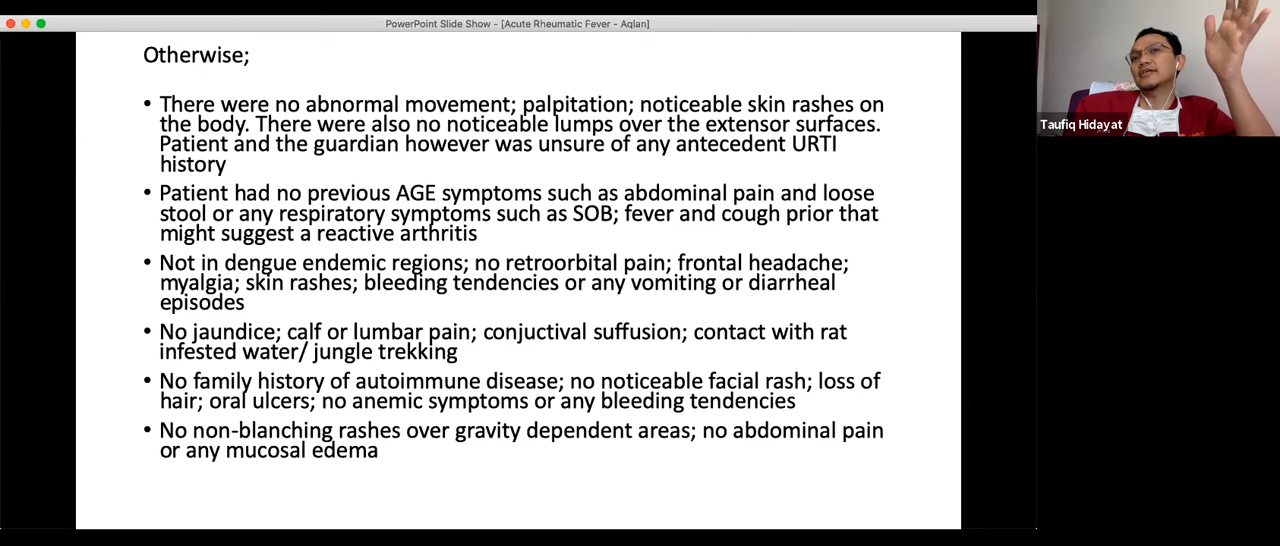 PowerPoint Slide Show - [Acute Rheumatic Fever - Aqlan]
Otherwise;
• There were no abnormal movement; palpitation; noticeable skin rashes on
the body. There were also no noticeable lumps over the extensor surfaces.
Patient and the guardian however was unsure of any antecedent URTI
history
• Patient had no previous AGE symptoms such as abdominal pain and loose
stool or any respiratory symptoms such as SOB; fever and cough prior that
might suggest a reactive arthritis
• Not in dengue endemic regions; no retroorbital pain; frontal headache;
myalgia; skin rashes; bleeding tendencies or any vomiting or diarrheal
episodes
• No jaundice; calf or lumbar pain; conjuctival suffusion; contact with rat
infested water/ jungle trekking
• No family history of autoimmune disease; no noticeable facial rash; loss of
hair; oral ulcers; no anemic symptoms or any bleeding tendencies
• No non-blanching rashes over gravity dependent areas; no abdominal pain
or any mucosal edema
Taufiq Hidayat